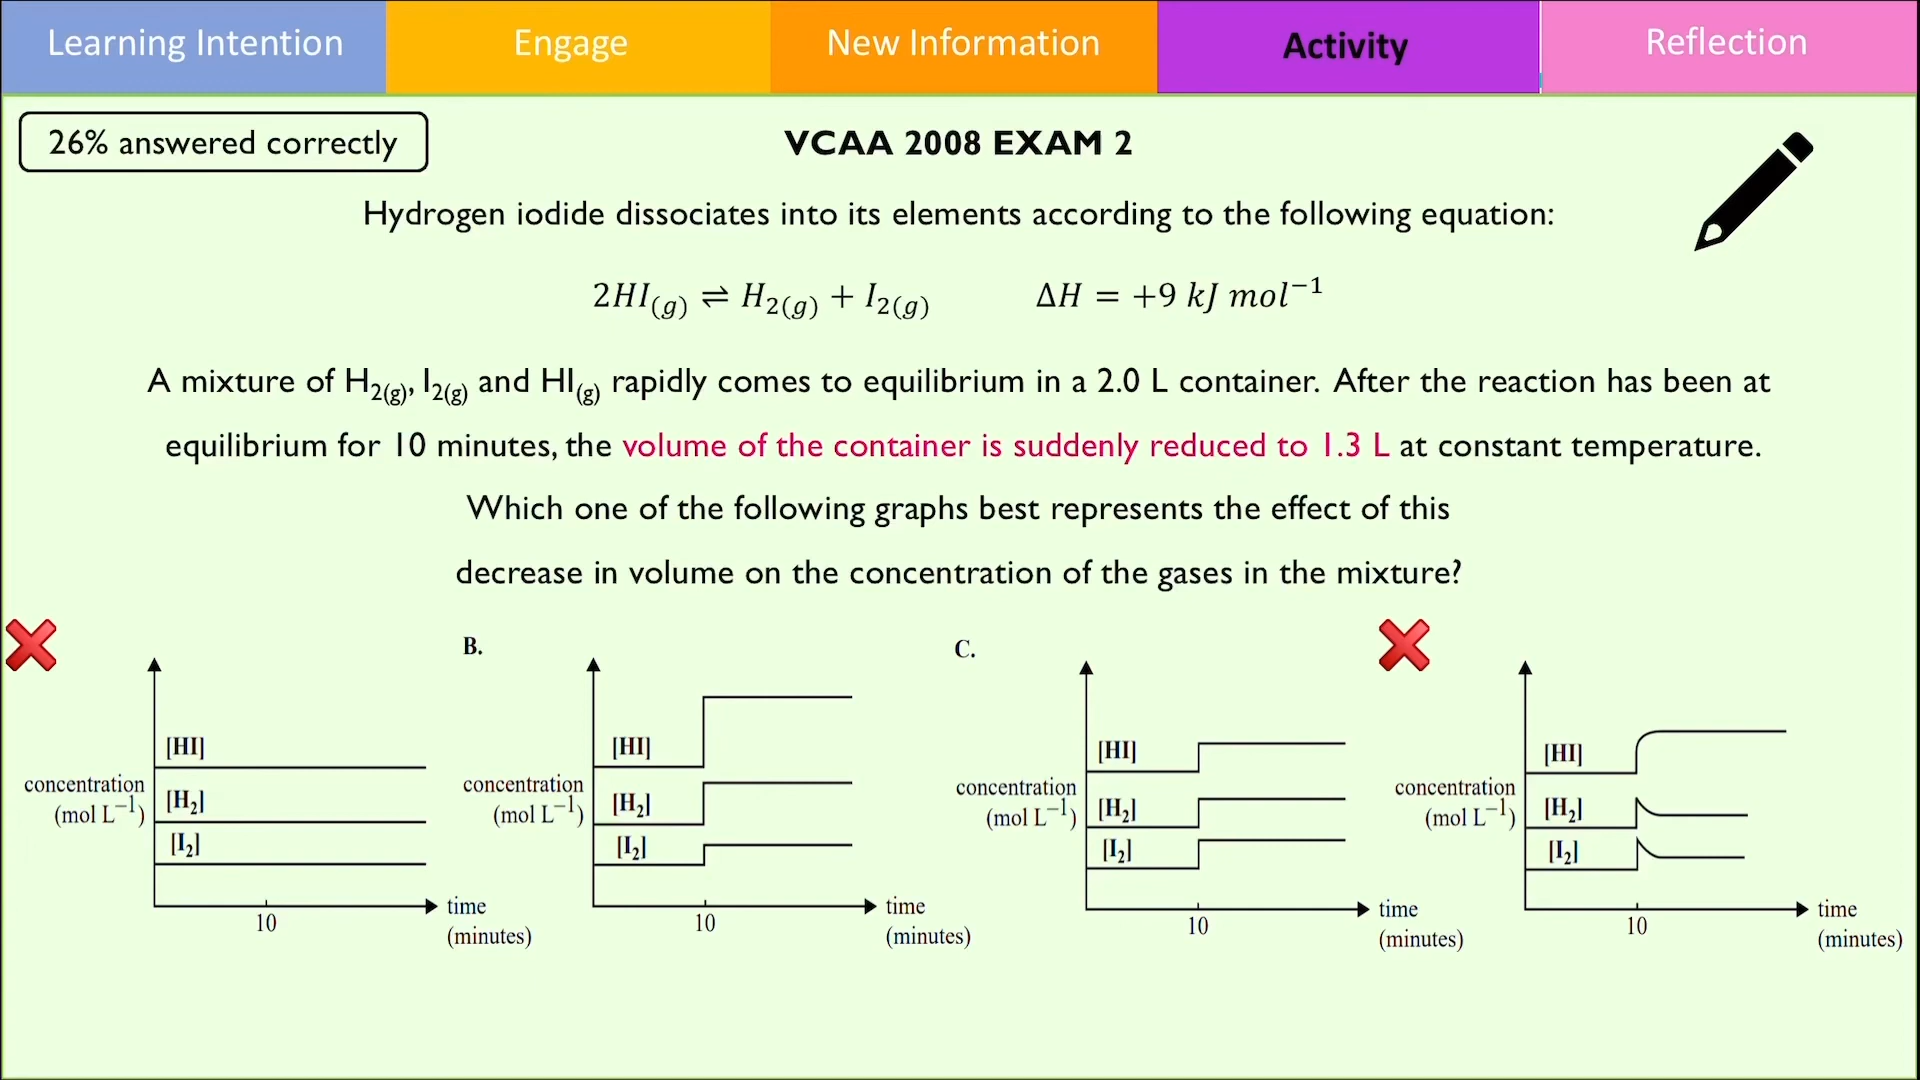 Learning Intention
Engage
New Information
Activity
Reflection
26% answered correctly
VCAA 2008 EXAM 2
Hydrogen iodide dissociates into its elements according to the following equation:
2HI(g) ⇌ H2(g) + I2(g) ΔH = +9 kJ mol⁻¹
A mixture of H2(g), I2(g) and HI(g) rapidly comes to equilibrium in a 2.0 L container. After the reaction has been at
equilibrium for 10 minutes, the volume of the container is suddenly reduced to 1.3 L at constant temperature.
Which one of the following graphs best represents the effect of this
decrease in volume on the concentration of the gases in the mixture?
[HI]
concentration
(mol L⁻¹)
[H2]
[I2]
10
time
(minutes)
B.
[HI]
concentration
(mol L⁻¹)
[H2]
[I2]
10
time
(minutes)
C.
[HI]
concentration
(mol L⁻¹)
[H2]
[I2]
10
time
(minutes)
[HI]
concentration
(mol L⁻¹)
[H2]
[I2]
10
time
(minutes)